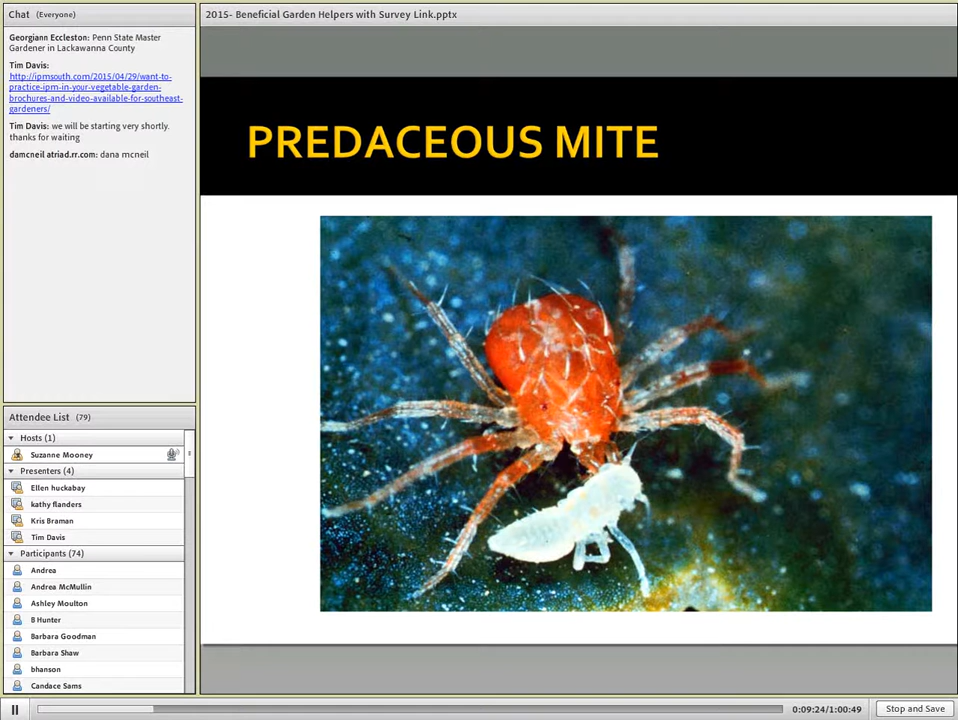 Chat (Everyone)
Georgiann Eccleston: Penn State Master
Gardener in Lackawanna County
Tim Davis:
http://ipmsouth.com/2015/04/29/want-to-
practice-ipm-in-your-vegetable-garden-
brochures-and-video-available-for-southeast-
gardeners/
Tim Davis: we will be starting very shortly.
thanks for waiting
damcneil atriad.rr.com: dana mcneil
Attendee List (79)
Hosts (1)
Suzanne Mooney
Presenters (4)
Ellen huckabay
kathy flanders
Kris Braman
Tim Davis
Participants (74)
Andrea
Andrea McMullin
Ashley Moulton
B Hunter
Barbara Goodman
Barbara Shaw
bhanson
Candace Sams
2015- Beneficial Garden Helpers with Survey Link.pptx
PREDACEOUS MITE
0:09:24/1:00:49
Stop and Save